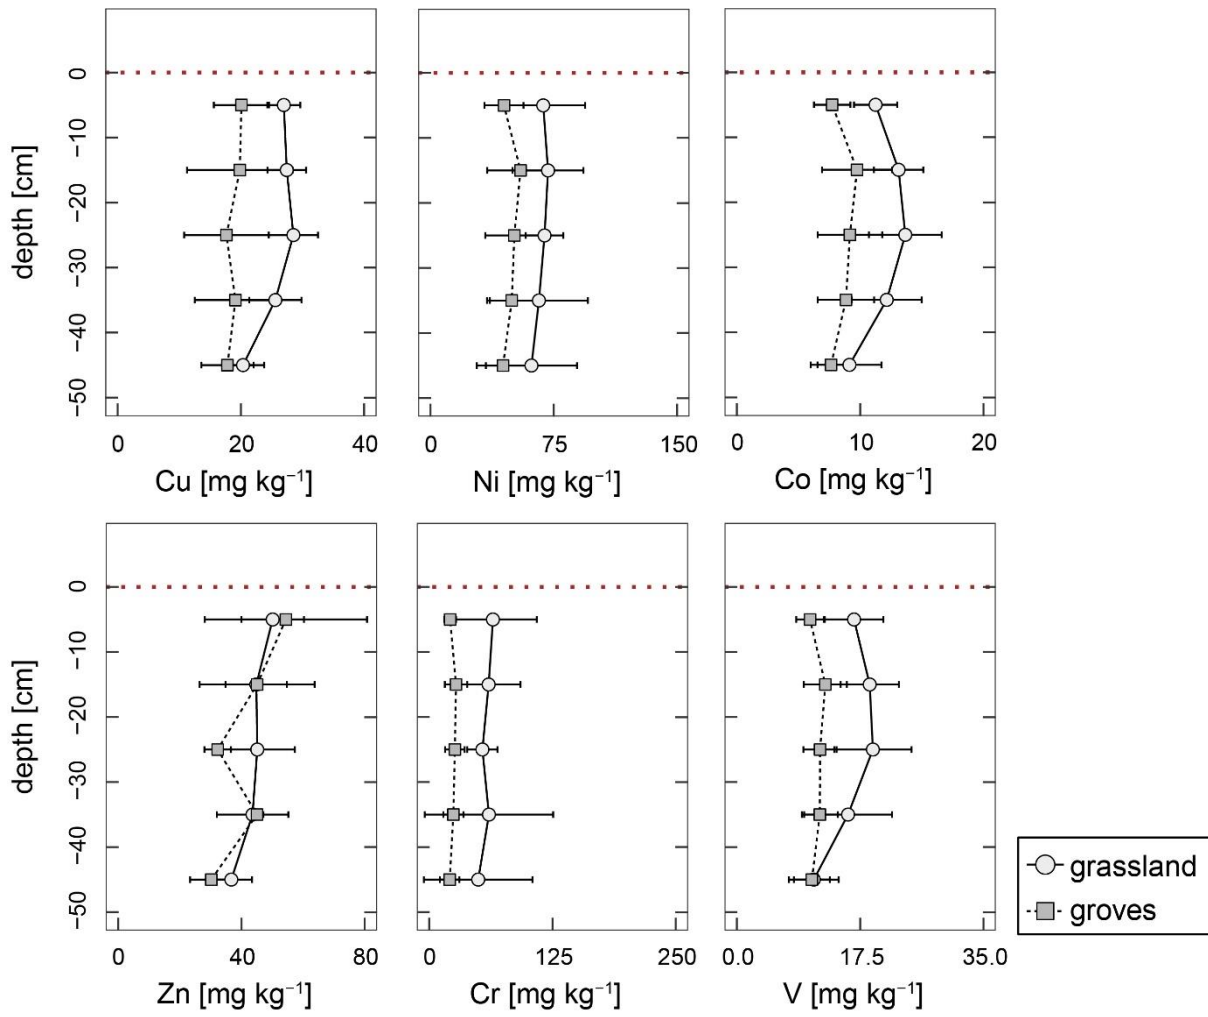 depth [cm]
0
−10
−20
−30
−40
−50
0 20 40
Cu [mg kg⁻¹]
0 75 150
Ni [mg kg⁻¹]
0 10 20
Co [mg kg⁻¹]
depth [cm]
0
−10
−20
−30
−40
−50
0 40 80
Zn [mg kg⁻¹]
0 125 250
Cr [mg kg⁻¹]
0.0 17.5 35.0
V [mg kg⁻¹]
grassland
groves